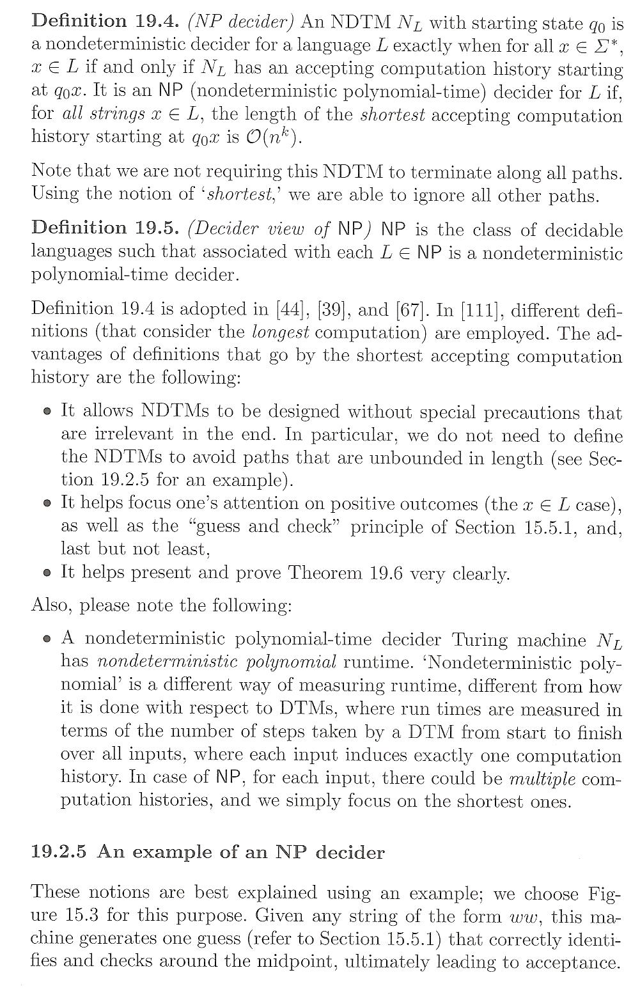 Definition 19.4. (NP decider) An NDTM N_L with starting state q_0 is
a nondeterministic decider for a language L exactly when for all x ∈ Σ*,
x ∈ L if and only if N_L has an accepting computation history starting
at q_0x. It is an NP (nondeterministic polynomial-time) decider for L if,
for all strings x ∈ L, the length of the shortest accepting computation
history starting at q_0x is O(n^k).
Note that we are not requiring this NDTM to terminate along all paths.
Using the notion of ‘shortest,’ we are able to ignore all other paths.
Definition 19.5. (Decider view of NP) NP is the class of decidable
languages such that associated with each L ∈ NP is a nondeterministic
polynomial-time decider.
Definition 19.4 is adopted in [44], [39], and [67]. In [111], different defi-
nitions (that consider the longest computation) are employed. The ad-
vantages of definitions that go by the shortest accepting computation
history are the following:
• It allows NDTMs to be designed without special precautions that
are irrelevant in the end. In particular, we do not need to define
the NDTMs to avoid paths that are unbounded in length (see Sec-
tion 19.2.5 for an example).
• It helps focus one’s attention on positive outcomes (the x ∈ L case),
as well as the “guess and check” principle of Section 15.5.1, and,
last but not least,
• It helps present and prove Theorem 19.6 very clearly.
Also, please note the following:
• A nondeterministic polynomial-time decider Turing machine N_L
has nondeterministic polynomial runtime. ‘Nondeterministic poly-
nomial’ is a different way of measuring runtime, different from how
it is done with respect to DTMs, where run times are measured in
terms of the number of steps taken by a DTM from start to finish
over all inputs, where each input induces exactly one computation
history. In case of NP, for each input, there could be multiple com-
putation histories, and we simply focus on the shortest ones.
19.2.5 An example of an NP decider
These notions are best explained using an example; we choose Fig-
ure 15.3 for this purpose. Given any string of the form ww, this ma-
chine generates one guess (refer to Section 15.5.1) that correctly identi-
fies and checks around the midpoint, ultimately leading to acceptance.